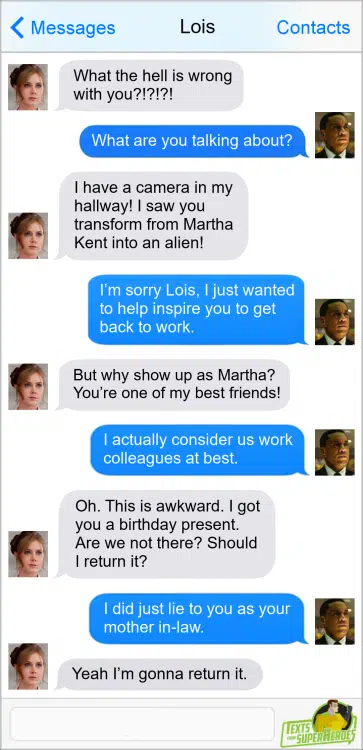 Messages
Lois
Contacts
What the hell is wrong
with you?!?!?!
What are you talking about?
I have a camera in my
hallway! I saw you
transform from Martha
Kent into an alien!
I'm sorry Lois, I just wanted
to help inspire you to get
back to work.
But why show up as Martha?
You're one of my best friends!
I actually consider us work
colleagues at best.
Oh. This is awkward. I got
you a birthday present.
Are we not there? Should
I return it?
I did just lie to you as your
mother in-law.
Yeah I'm gonna return it.
TEXTS
FROM SUPERHEROES